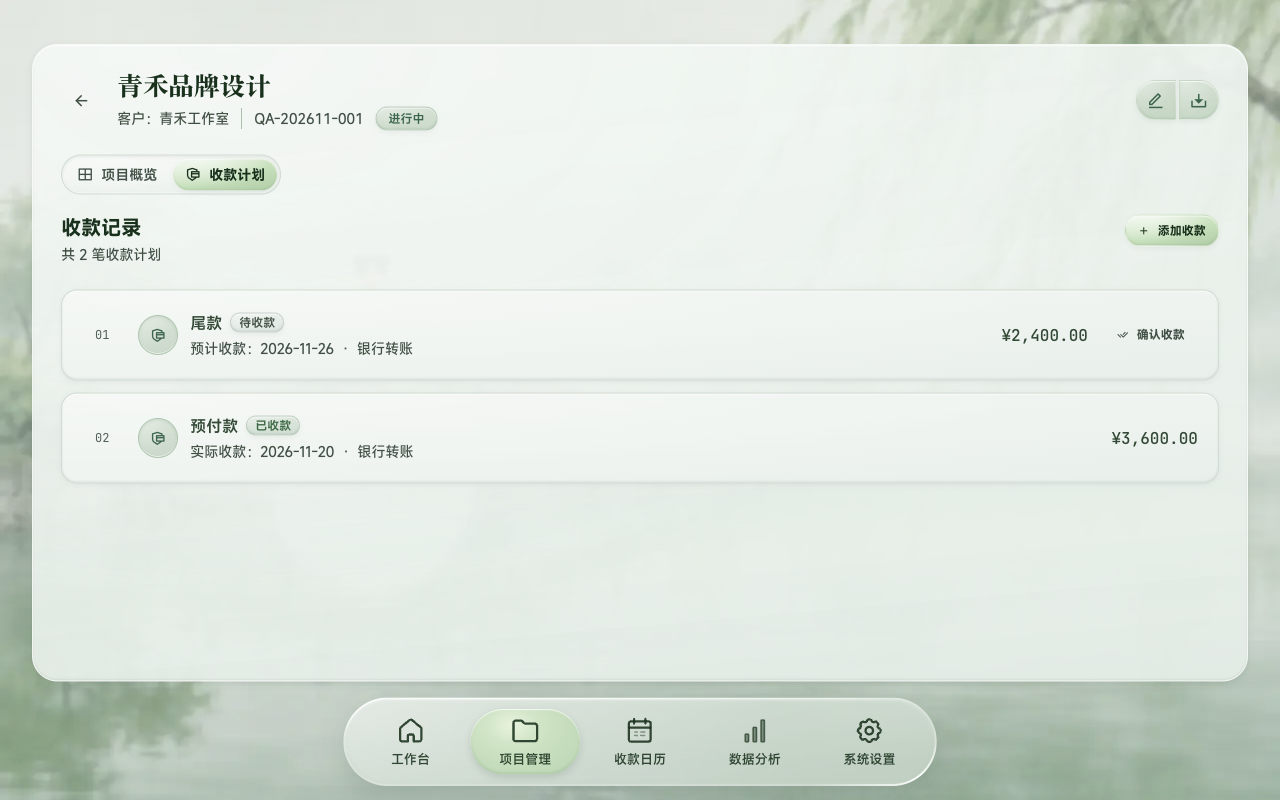 青禾品牌设计
客户：青禾工作室 QA-202611-001 进行中
项目概览 收款计划
收款记录
共 2 笔收款计划
+ 添加收款
01 尾款 待收款
预计收款：2026-11-26 · 银行转账
¥2,400.00 确认收款
02 预付款 已收款
实际收款：2026-11-20 · 银行转账
¥3,600.00
工作台 项目管理 收款日历 数据分析 系统设置